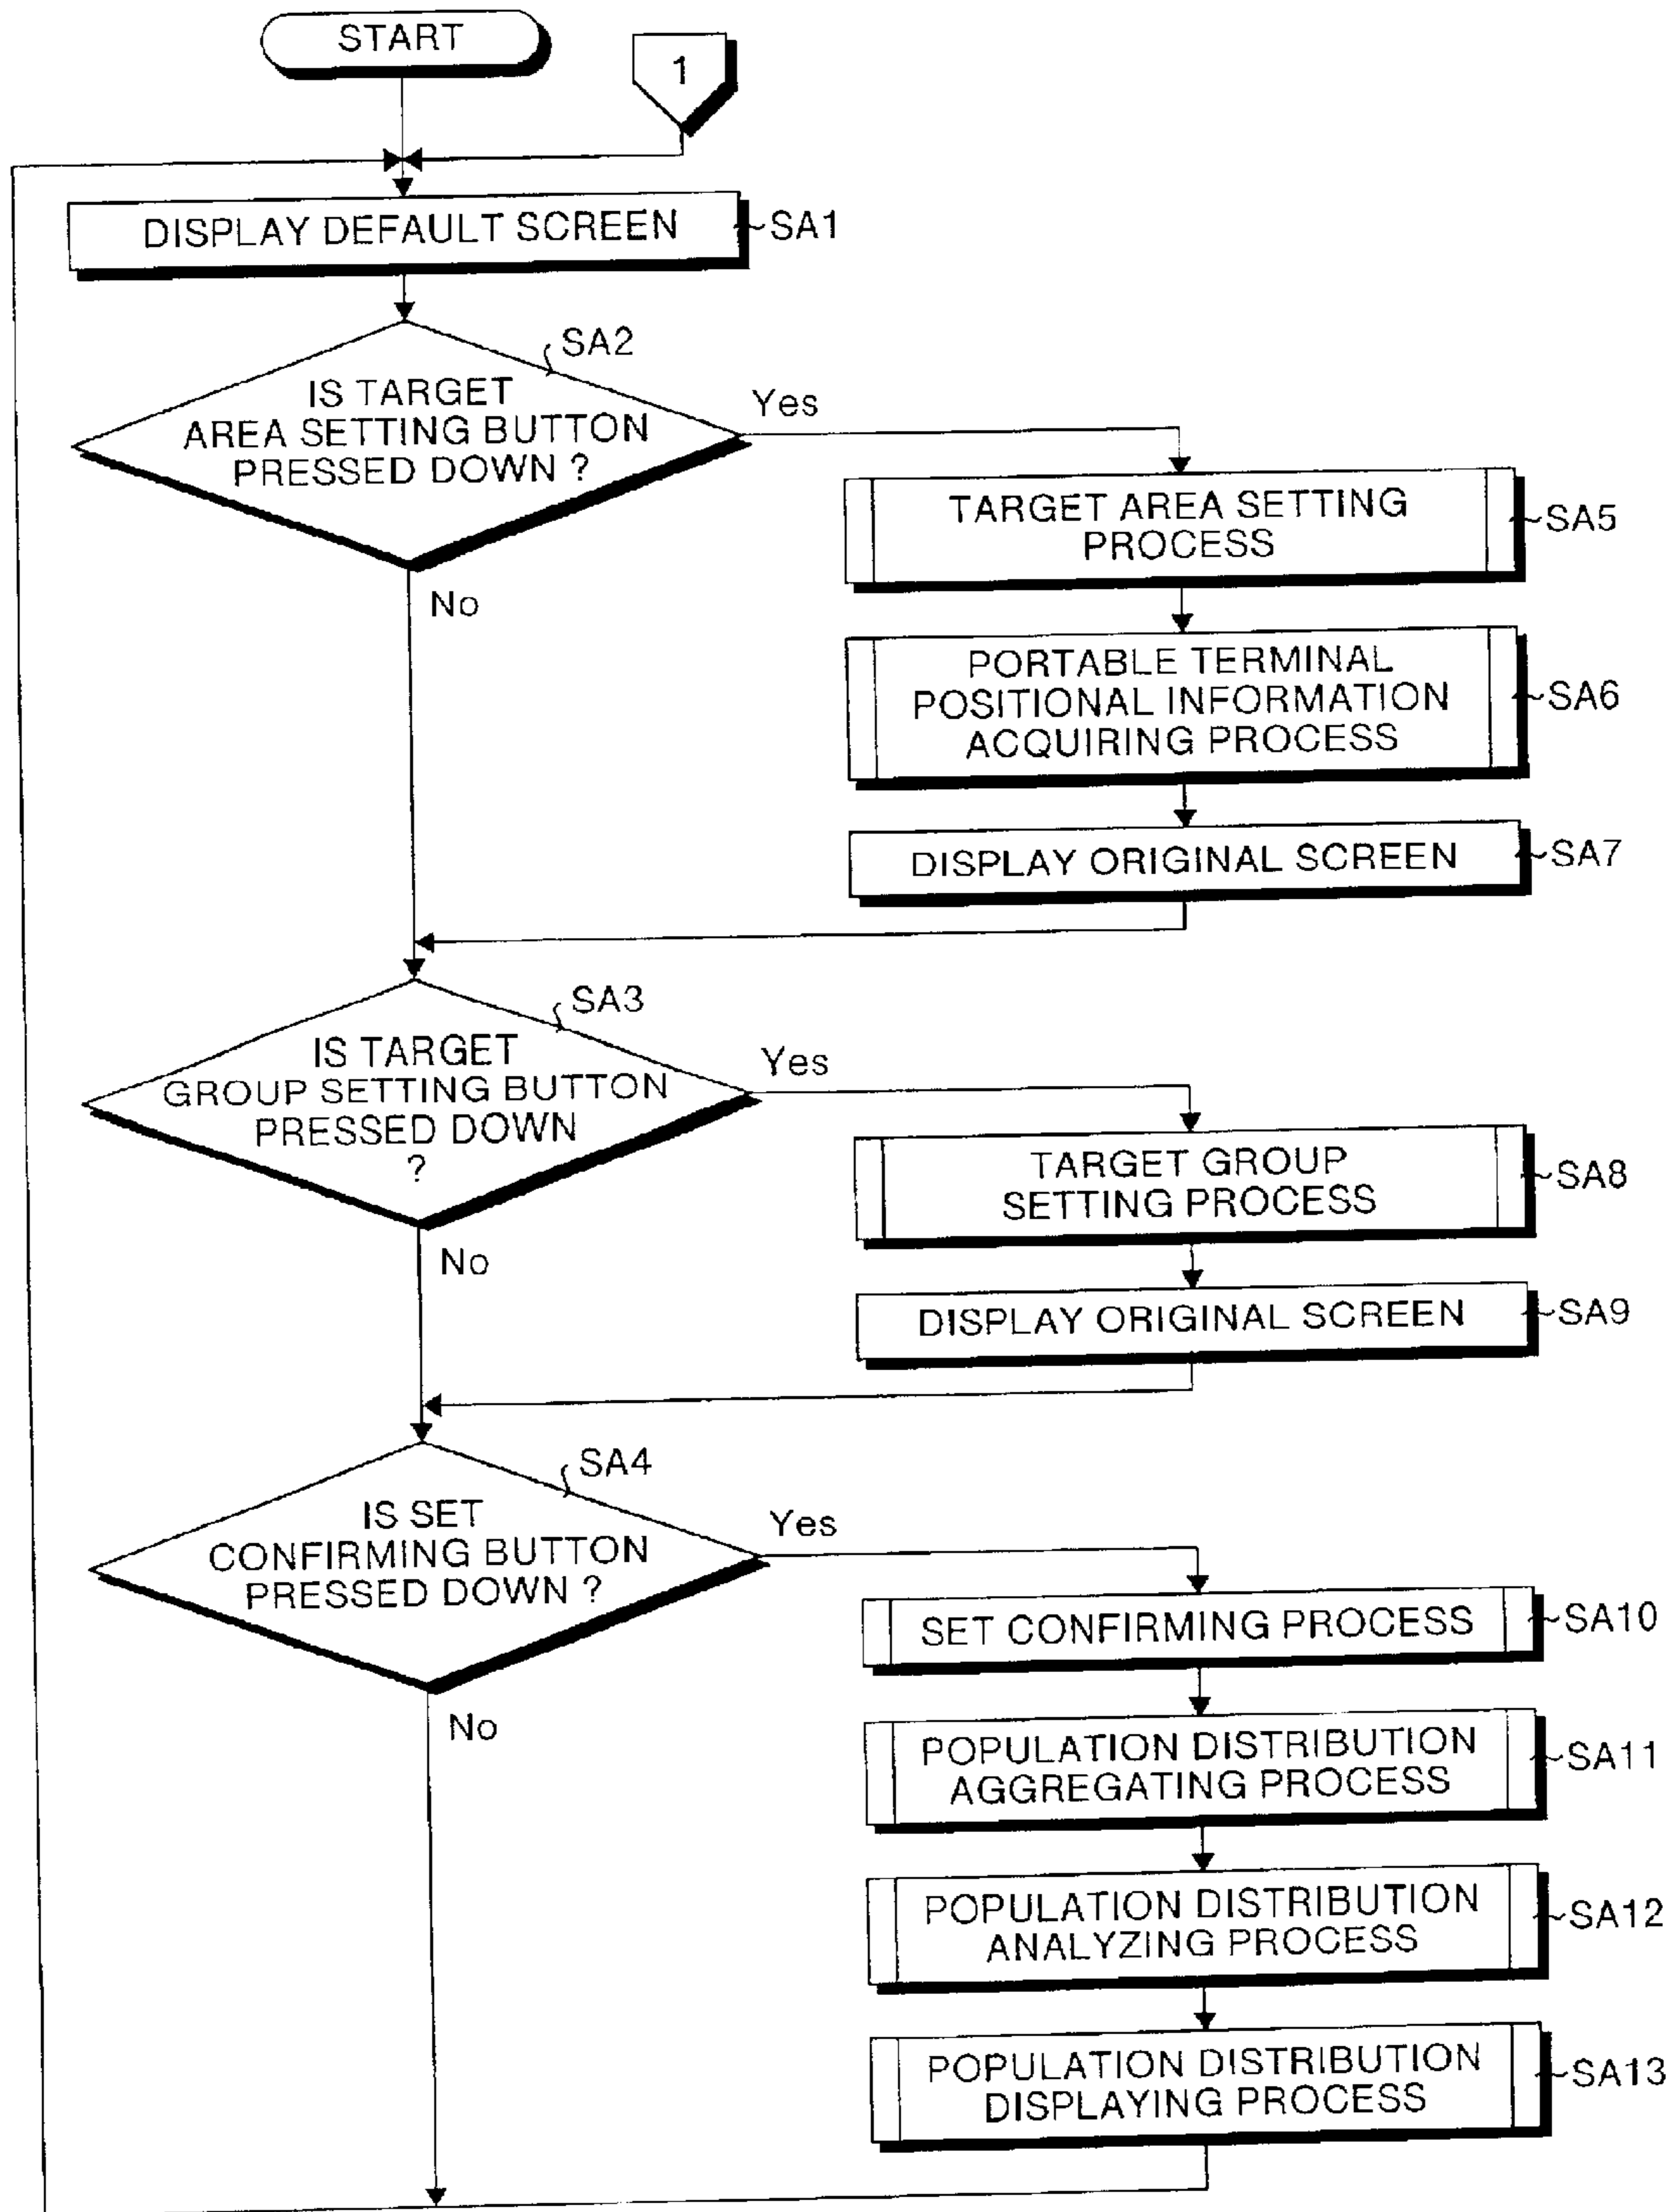 START
1
DISPLAY DEFAULT SCREEN
SA1
SA2
IS TARGET
AREA SETTING BUTTON
PRESSED DOWN ?
Yes
No
TARGET AREA SETTING
PROCESS
SA5
PORTABLE TERMINAL
POSITIONAL INFORMATION
ACQUIRING PROCESS
SA6
DISPLAY ORIGINAL SCREEN
SA7
SA3
IS TARGET
GROUP SETTING BUTTON
PRESSED DOWN
?
Yes
No
TARGET GROUP
SETTING PROCESS
SA8
DISPLAY ORIGINAL SCREEN
SA9
SA4
IS SET
CONFIRMING BUTTON
PRESSED DOWN ?
Yes
No
SET CONFIRMING PROCESS
SA10
POPULATION DISTRIBUTION
AGGREGATING PROCESS
SA11
POPULATION DISTRIBUTION
ANALYZING PROCESS
SA12
POPULATION DISTRIBUTION
DISPLAYING PROCESS
SA13